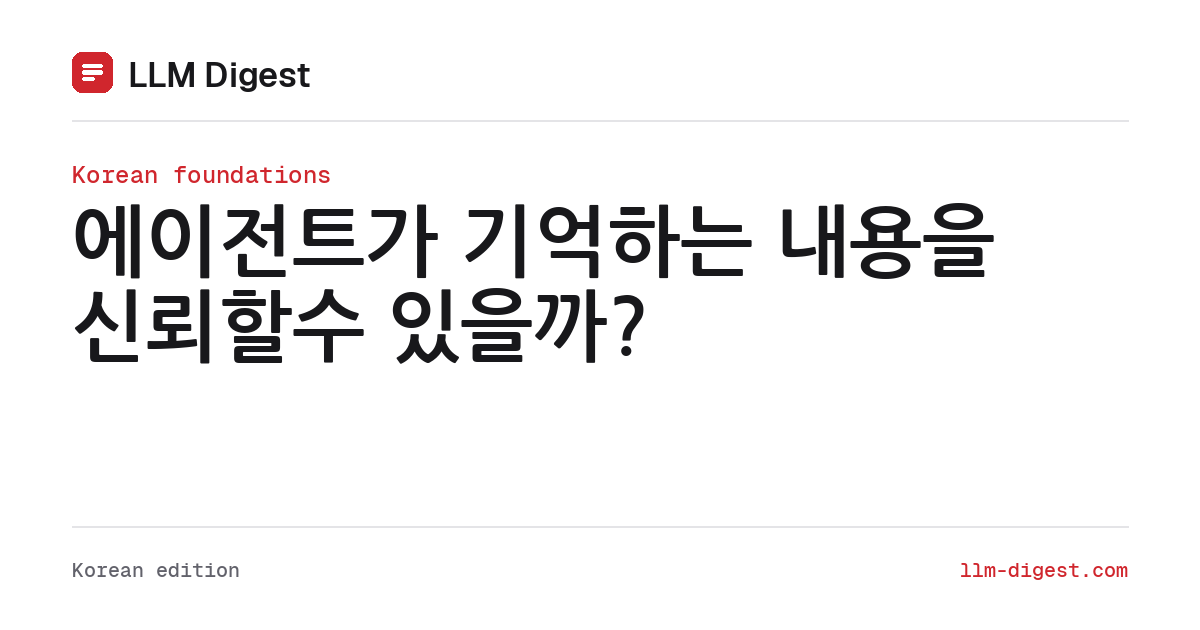 LLM Digest
Korean foundations
에이전트가 기억하는 내용을
신뢰할수 있을까?
Korean edition
llm-digest.com